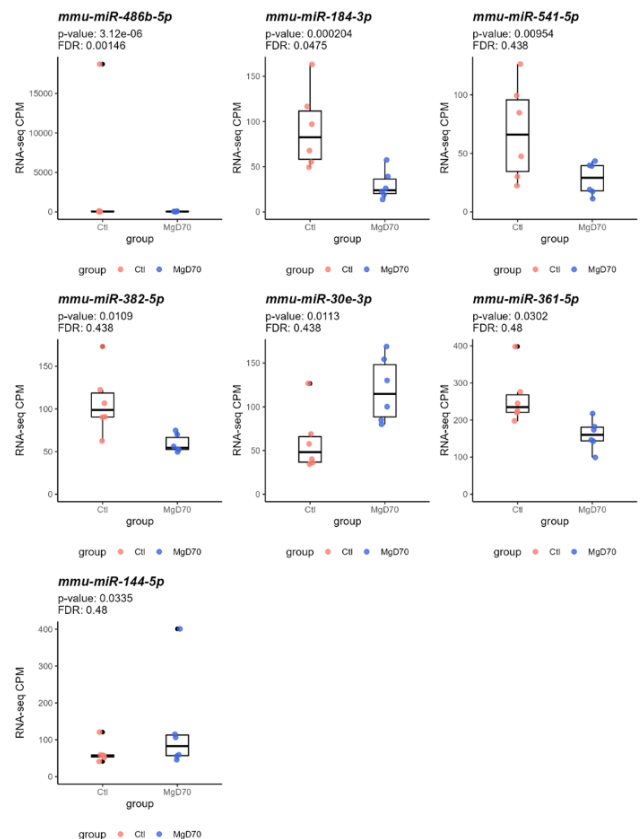 mmu-miR-486b-5p
p-value: 3.12e-06
FDR: 0.00146
RNA-seq CPM
15000
10000
5000
0
Ctl MgD70
group
group Ctl MgD70
mmu-miR-184-3p
p-value: 0.000204
FDR: 0.0475
RNA-seq CPM
150
100
50
0
Ctl MgD70
group
group Ctl MgD70
mmu-miR-541-5p
p-value: 0.00954
FDR: 0.438
RNA-seq CPM
100
50
0
Ctl MgD70
group
group Ctl MgD70
mmu-miR-382-5p
p-value: 0.0109
FDR: 0.438
RNA-seq CPM
150
100
50
0
Ctl MgD70
group
group Ctl MgD70
mmu-miR-30e-3p
p-value: 0.0113
FDR: 0.438
RNA-seq CPM
150
100
50
0
Ctl MgD70
group
group Ctl MgD70
mmu-miR-361-5p
p-value: 0.0302
FDR: 0.48
RNA-seq CPM
400
300
200
100
0
Ctl MgD70
group
group Ctl MgD70
mmu-miR-144-5p
p-value: 0.0335
FDR: 0.48
RNA-seq CPM
400
300
200
100
0
Ctl MgD70
group
group Ctl MgD70